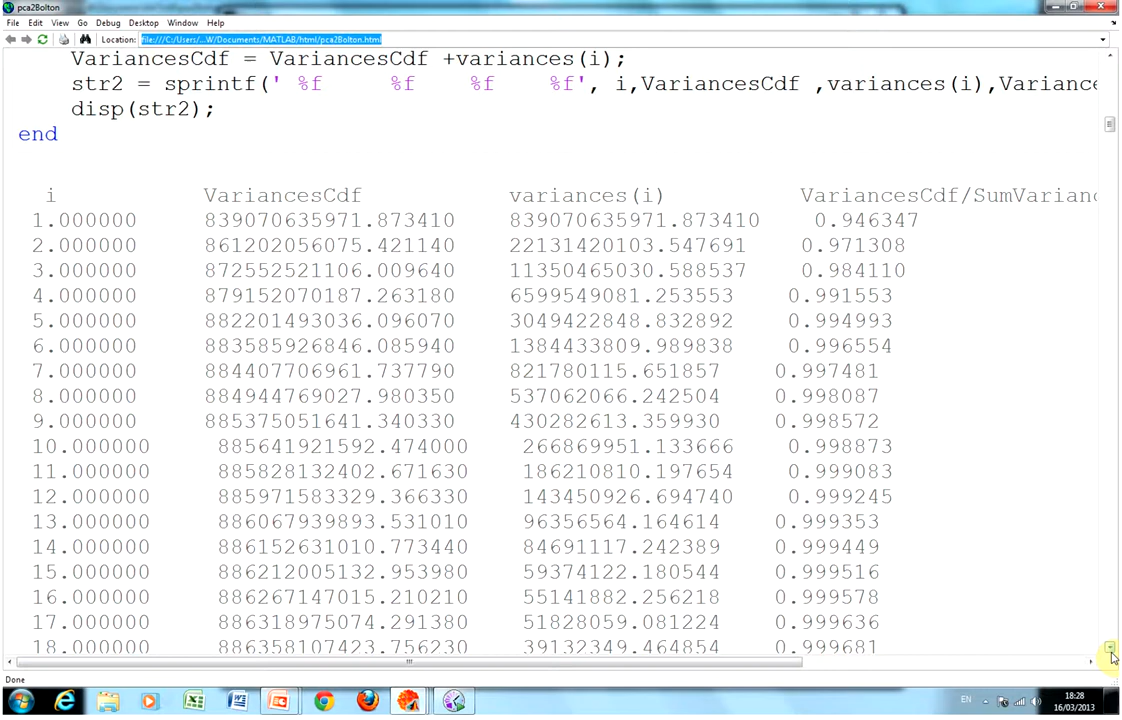 pca2Bolton
File Edit View Go Debug Desktop Window Help
Location: file:///C:/Users/...W/Documents/MATLAB/html/pca2Bolton.html
VariancesCdf = VariancesCdf +variances(i);
str2 = sprintf(' %f %f %f %f', i,VariancesCdf ,variances(i),Variance
disp(str2);
end
i VariancesCdf variances(i) VariancesCdf/SumVarianc
1.000000 839070635971.873410 839070635971.873410 0.946347
2.000000 861202056075.421140 22131420103.547691 0.971308
3.000000 872552521106.009640 11350465030.588537 0.984110
4.000000 879152070187.263180 6599549081.253553 0.991553
5.000000 882201493036.096070 3049422848.832892 0.994993
6.000000 883585926846.085940 1384433809.989838 0.996554
7.000000 884407706961.737790 821780115.651857 0.997481
8.000000 884944769027.980350 537062066.242504 0.998087
9.000000 885375051641.340330 430282613.359930 0.998572
10.000000 885641921592.474000 266869951.133666 0.998873
11.000000 885828132402.671630 186210810.197654 0.999083
12.000000 885971583329.366330 143450926.694740 0.999245
13.000000 886067939893.531010 96356564.164614 0.999353
14.000000 886152631010.773440 84691117.242389 0.999449
15.000000 886212005132.953980 59374122.180544 0.999516
16.000000 886267147015.210210 55141882.256218 0.999578
17.000000 886318975074.291380 51828059.081224 0.999636
18.000000 886358107423.756230 39132349.464854 0.999681
Done
EN 18:28
16/03/2013